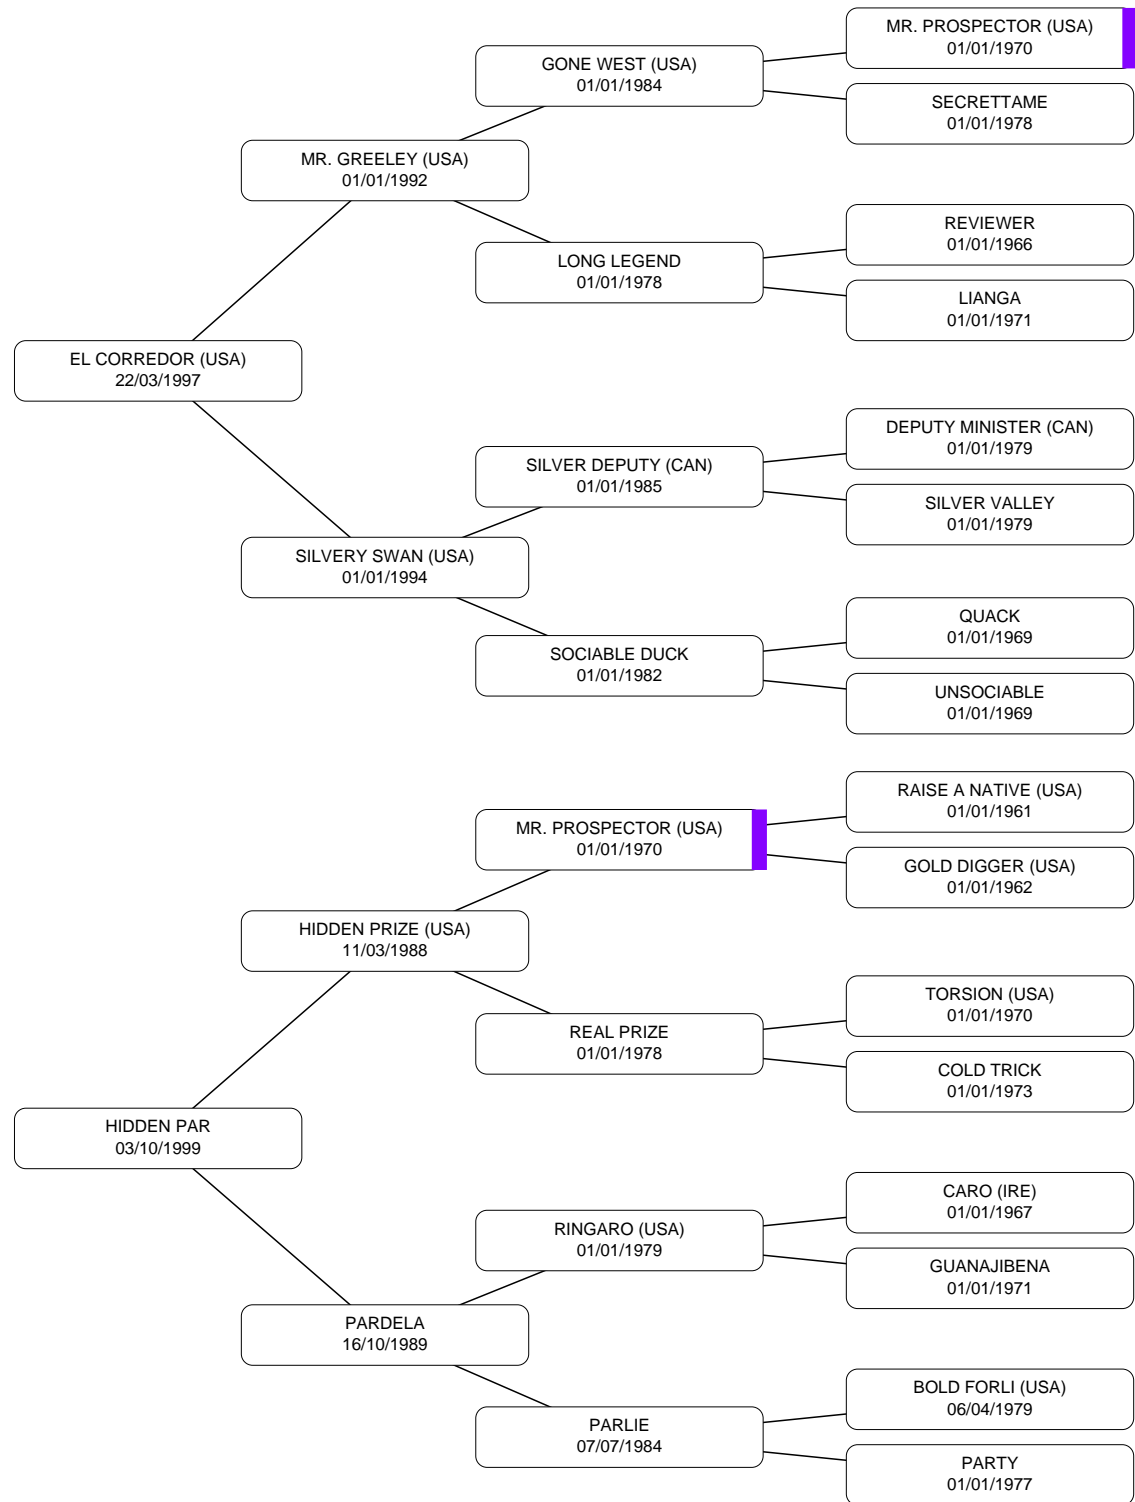 MR. PROSPECTOR (USA)
01/01/1970
GONE WEST (USA)
01/01/1984
SECRETTAME
01/01/1978
MR. GREELEY (USA)
01/01/1992
REVIEWER
01/01/1966
LONG LEGEND
01/01/1978
LIANGA
01/01/1971
EL CORREDOR (USA)
22/03/1997
DEPUTY MINISTER (CAN)
01/01/1979
SILVER DEPUTY (CAN)
01/01/1985
SILVER VALLEY
01/01/1979
SILVERY SWAN (USA)
01/01/1994
QUACK
01/01/1969
SOCIABLE DUCK
01/01/1982
UNSOCIABLE
01/01/1969
RAISE A NATIVE (USA)
01/01/1961
MR. PROSPECTOR (USA)
01/01/1970
GOLD DIGGER (USA)
01/01/1962
HIDDEN PRIZE (USA)
11/03/1988
TORSION (USA)
01/01/1970
REAL PRIZE
01/01/1978
COLD TRICK
01/01/1973
HIDDEN PAR
03/10/1999
CARO (IRE)
01/01/1967
RINGARO (USA)
01/01/1979
GUANAJIBENA
01/01/1971
PARDELA
16/10/1989
BOLD FORLI (USA)
06/04/1979
PARLIE
07/07/1984
PARTY
01/01/1977